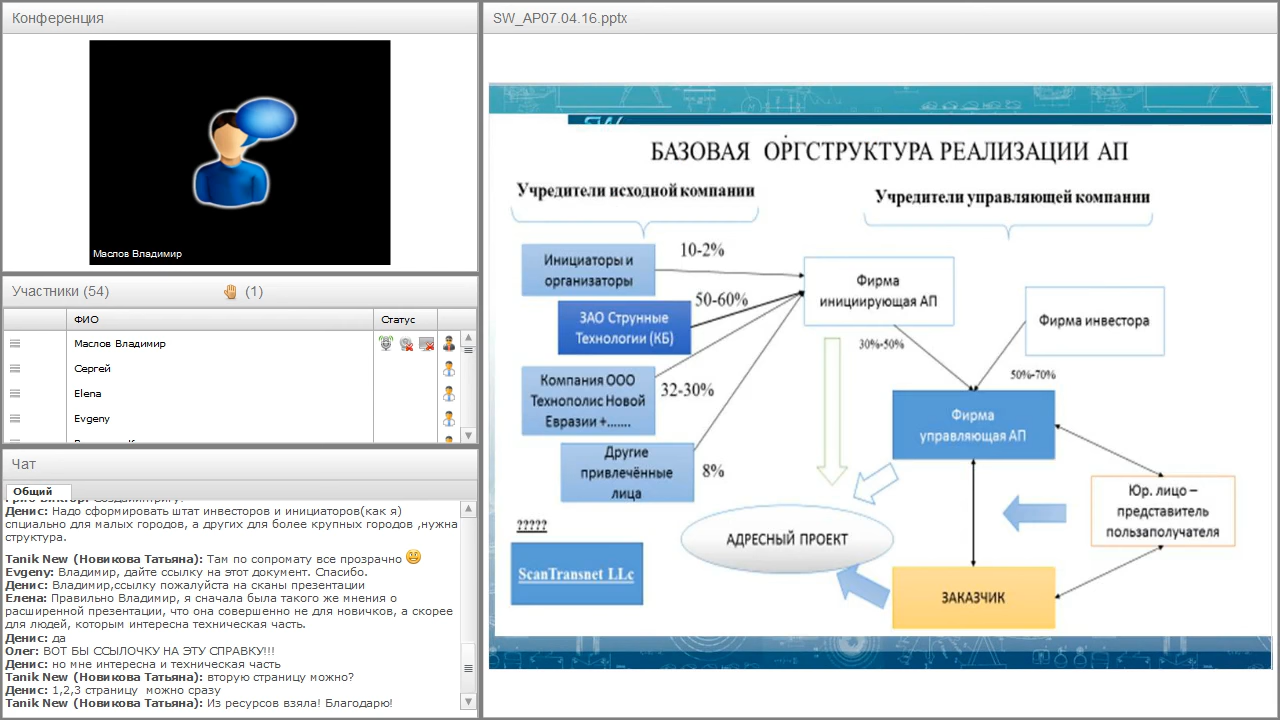 Конференция
Маслов Владимир
Участники (54)
(1)
ФИО
Статус
Маслов Владимир
Сергей
Elena
Evgeny
Чат
Общий
Денис: Надо сформировать штат инвесторов и инициаторов(как я)
спциально для малых городов, а других для более крупных городов ,нужна
структура.
Tanik New (Новикова Татьяна): Там по сопромату все прозрачно
Evgeny: Владимир, дайте ссылку на этот документ. Спасибо.
Денис: Владимир,ссылку пожалуйста на сканы презентации
Елена: Правильно Владимир, я сначала была такого же мнения о
расширенной презентации, что она совершенно не для новичков, а скорее
для людей, которым интересна техническая часть.
Денис: да
Олег: ВОТ БЫ ССЫЛОЧКУ НА ЭТУ СПРАВКУ!!!
Денис: но мне интересна и техническая часть
Tanik New (Новикова Татьяна): вторую страницу можно?
Денис: 1,2,3 страницу можно сразу
Tanik New (Новикова Татьяна): Из ресурсов взяла! Благодарю!
SW_AP07.04.16.pptx
БАЗОВАЯ ОРГСТРУКТУРА РЕАЛИЗАЦИИ АП
Учредители исходной компании
Учредители управляющей компании
Инициаторы и
организаторы
10-2%
ЗАО Струнные
Технологии (КБ)
50-60%
Компания ООО
Технополис Новой
Евразии +.......
32-30%
Другие
привлечённые
лица
8%
?????
ScanTransnet LLc
Фирма
инициирующая АП
30%-50%
Фирма инвестора
50%-70%
Фирма
управляющая АП
Юр. лицо –
представитель
пользаполучателя
АДРЕСНЫЙ ПРОЕКТ
ЗАКАЗЧИК